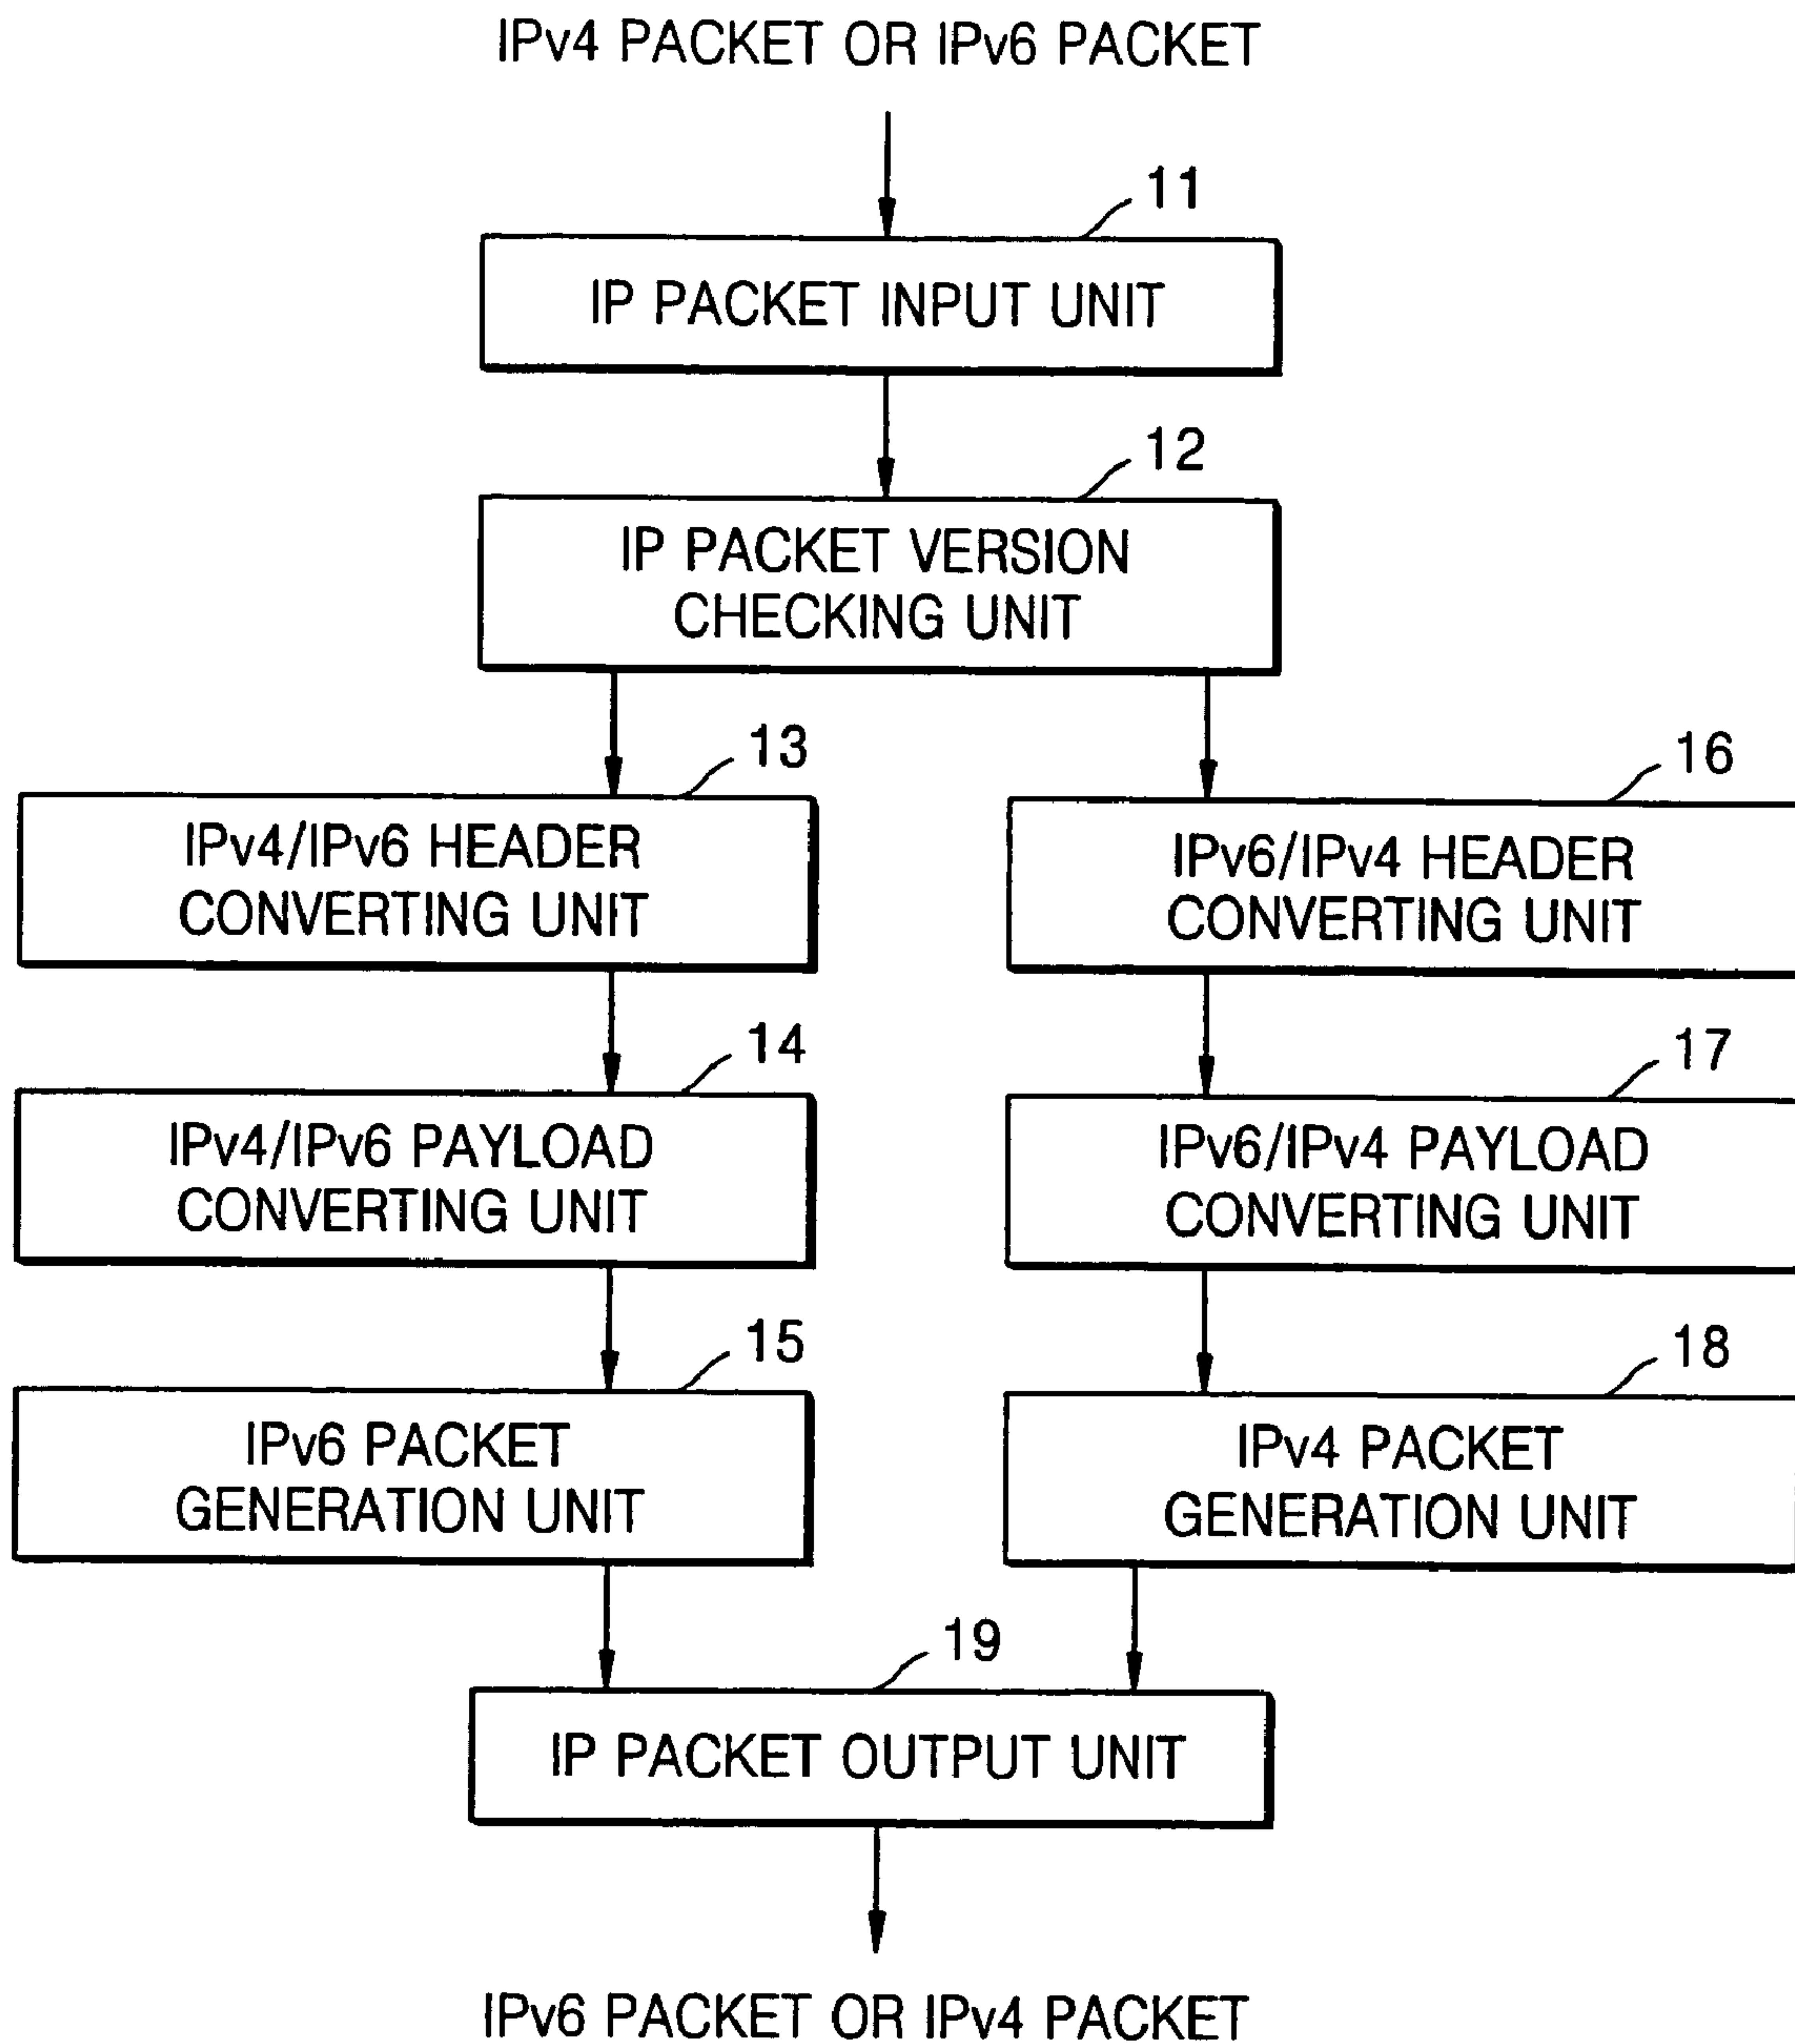 IPv4 PACKET OR IPv6 PACKET
11
IP PACKET INPUT UNIT
12
IP PACKET VERSION
CHECKING UNIT
13
IPv4/IPv6 HEADER
CONVERTING UNIT
16
IPv6/IPv4 HEADER
CONVERTING UNIT
14
IPv4/IPv6 PAYLOAD
CONVERTING UNIT
17
IPv6/IPv4 PAYLOAD
CONVERTING UNIT
15
IPv6 PACKET
GENERATION UNIT
18
IPv4 PACKET
GENERATION UNIT
19
IP PACKET OUTPUT UNIT
IPv6 PACKET OR IPv4 PACKET